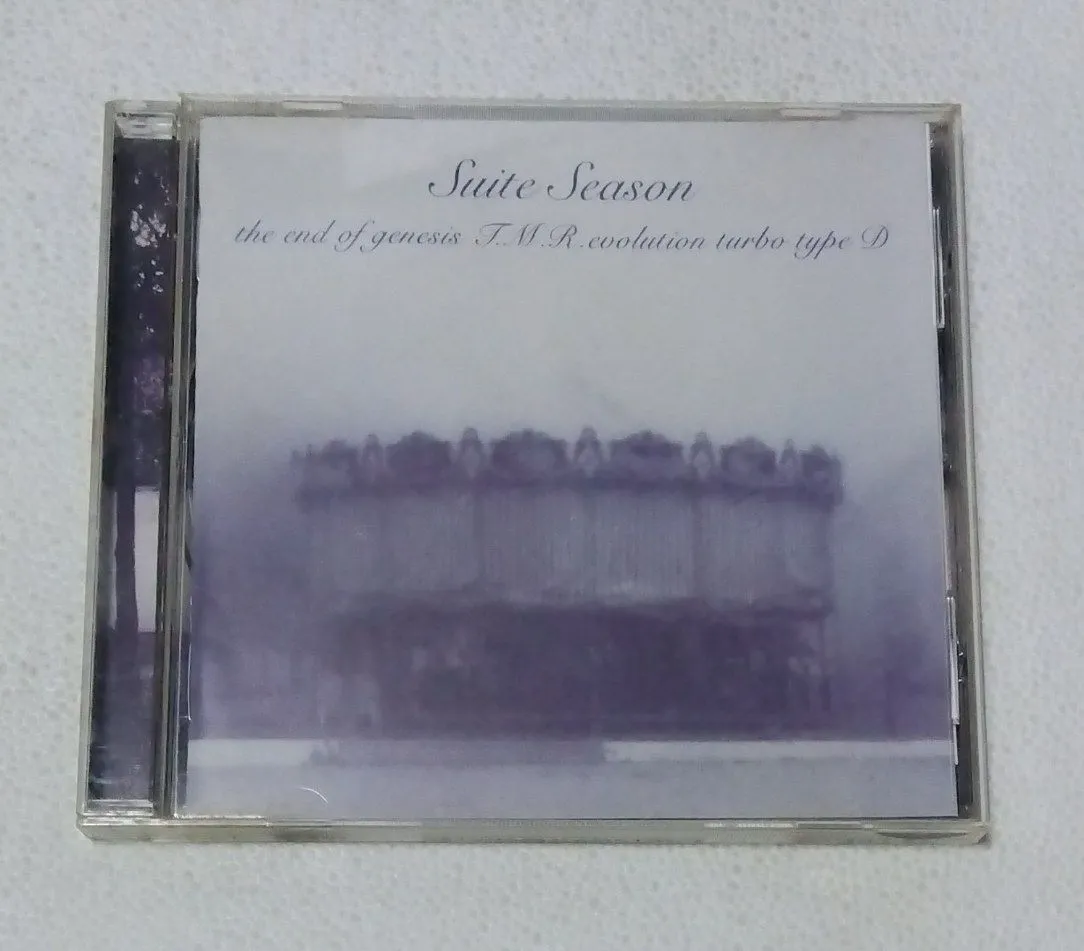 Suite Season
the end of genesis T.M.R.evolution turbo type D